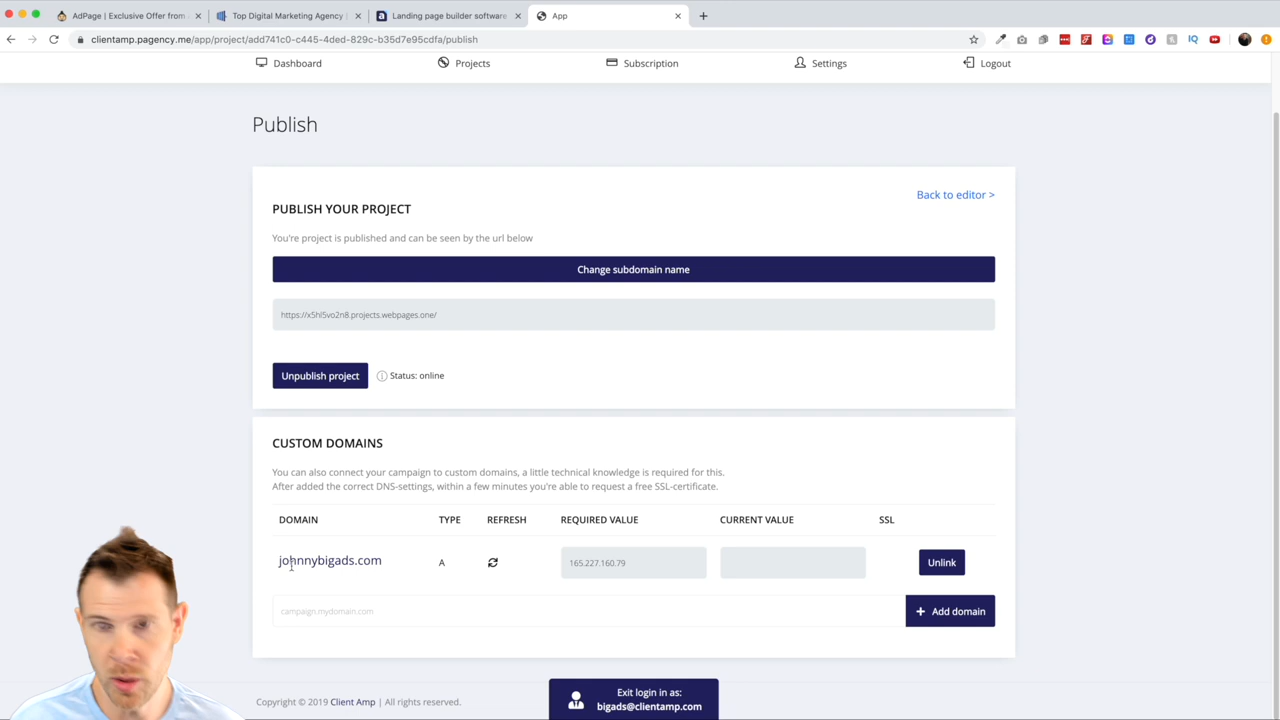 AdPage | Exclusive Offer from
Top Digital Marketing Agency |
Landing page builder software
App
clientamp.pagency.me/app/project/add741c0-c445-4ded-829c-b35d7e95cdfa/publish
Dashboard
Projects
Subscription
Settings
Logout
Publish
Back to editor >
PUBLISH YOUR PROJECT
You're project is published and can be seen by the url below
Change subdomain name
https://x5hl5vo2n8.projects.webpages.one/
Unpublish project
Status: online
CUSTOM DOMAINS
You can also connect your campaign to custom domains, a little technical knowledge is required for this.
After added the correct DNS-settings, within a few minutes you're able to request a free SSL-certificate.
DOMAIN TYPE REFRESH REQUIRED VALUE CURRENT VALUE SSL
johnnybigads.com A 165.227.160.79 Unlink
campaign.mydomain.com + Add domain
Exit login in as:
bigads@clientamp.com
Copyright © 2019 Client Amp | All rights reserved.